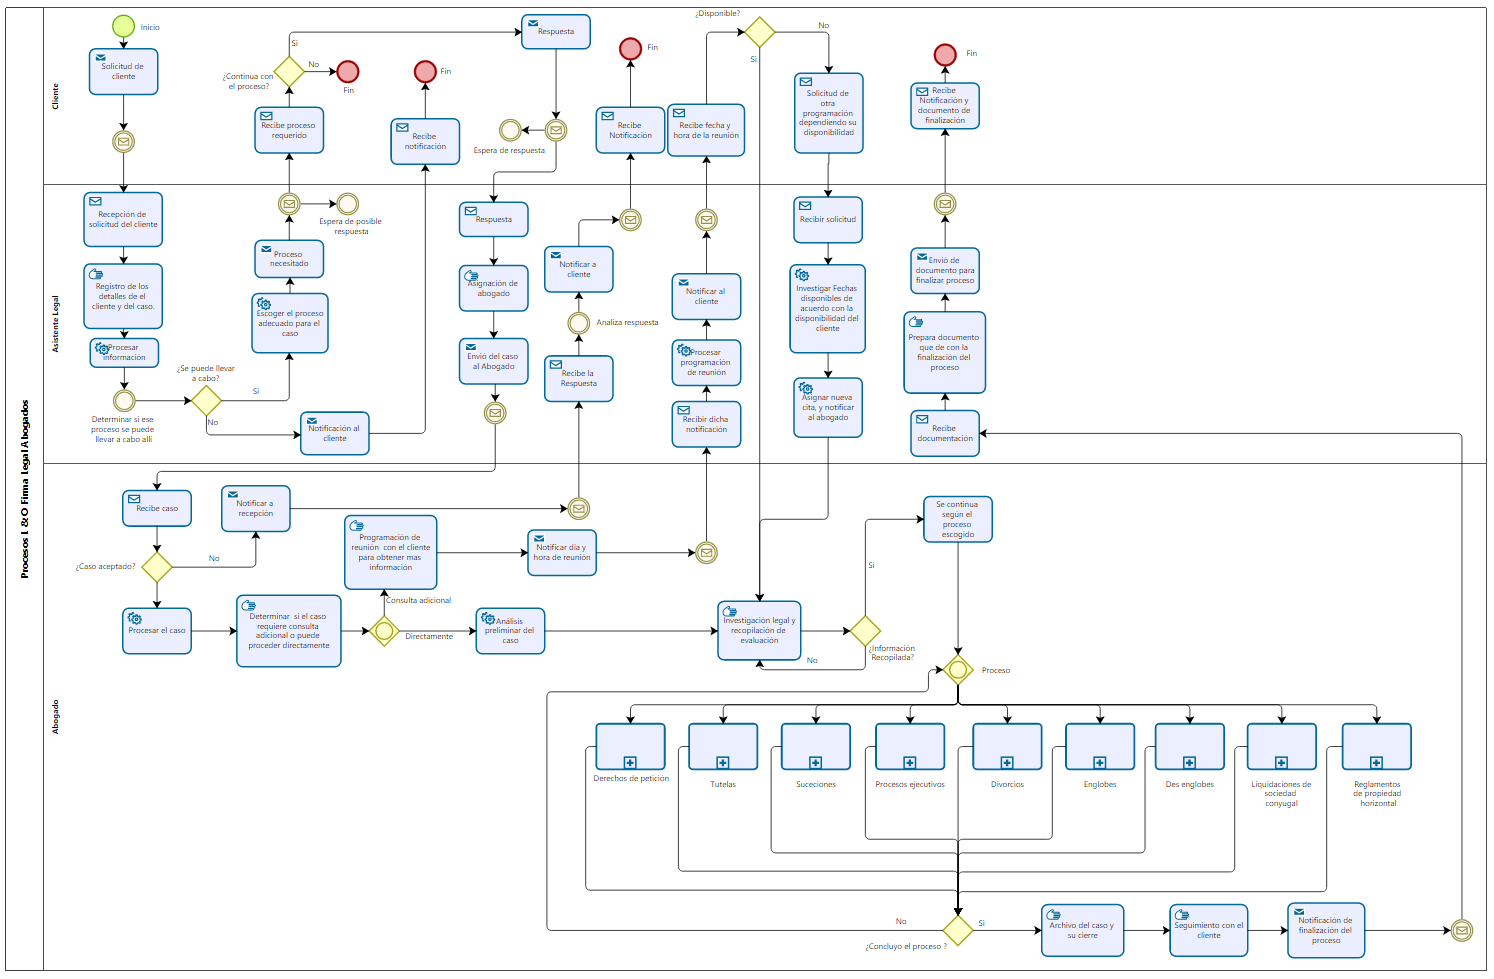 Procesos L &O Firma Legal Abogados
Cliente
Inicio
Solicitud de
cliente
¿Continua con
el proceso?
Si
No
Fin
Recibe proceso
requerido
Fin
Recibe
notificación
Respuesta
Espera de respuesta
Fin
Recibe
Notificación
¿Disponible?
No
Si
Recibe fecha y
hora de la reunión
Solicitud de
otra
programación
dependiendo su
disponibilidad
Fin
Recibe
Notificación y
documento de
finalización
Asistente Legal
Recepción de
solicitud del cliente
Registro de los
detalles de el
cliente y del caso.
Procesar
información
Determinar si ese
proceso se puede
llevar a cabo alli
¿Se puede llevar
a cabo?
Si
No
Espera de posible
respuesta
Proceso
necesitado
Escoger el proceso
adecuado para el
caso
Notificación al
cliente
Respuesta
Asignación de
abogado
Envió del caso
al Abogado
Notificar a
cliente
Analiza respuesta
Recibe la
Respuesta
Notificar al
cliente
Procesar
programación
de reunión
Recibir dicha
notificación
Recibir solicitud
Investigar Fechas
disponibles de
acuerdo con la
disponibilidad del
cliente
Asignar nueva
cita, y notificar
al abogado
Envió de
documento para
finalizar proceso
Prepara documento
que de con la
finalización del
proceso
Recibe
documentación
Abogado
Recibe caso
¿Caso aceptado?
No
Notificar a
recepción
Procesar el caso
Determinar si el caso
requiere consulta
adicional o puede
proceder directamente
Programación de
reunión con el cliente
para obtener mas
información
Consulta adicional
Directamente
Notificar día y
hora de reunión
Análisis
preliminar del
caso
Investigación legal y
recopilación de
evaluación
No
¿Información
Recopilada?
Si
Se continua
según el
proceso
escogido
Proceso
Derechos de petición
Tutelas
Suceciones
Procesos ejecutivos
Divorcios
Englobes
Des englobes
Liquidaciones de
sociedad
conyugal
Reglamentos
de propiedad
horizontal
No
¿Concluyo el proceso ?
Si
Archivo del caso y
su cierre
Seguimiento con el
cliente
Notificación de
finalización del
proceso